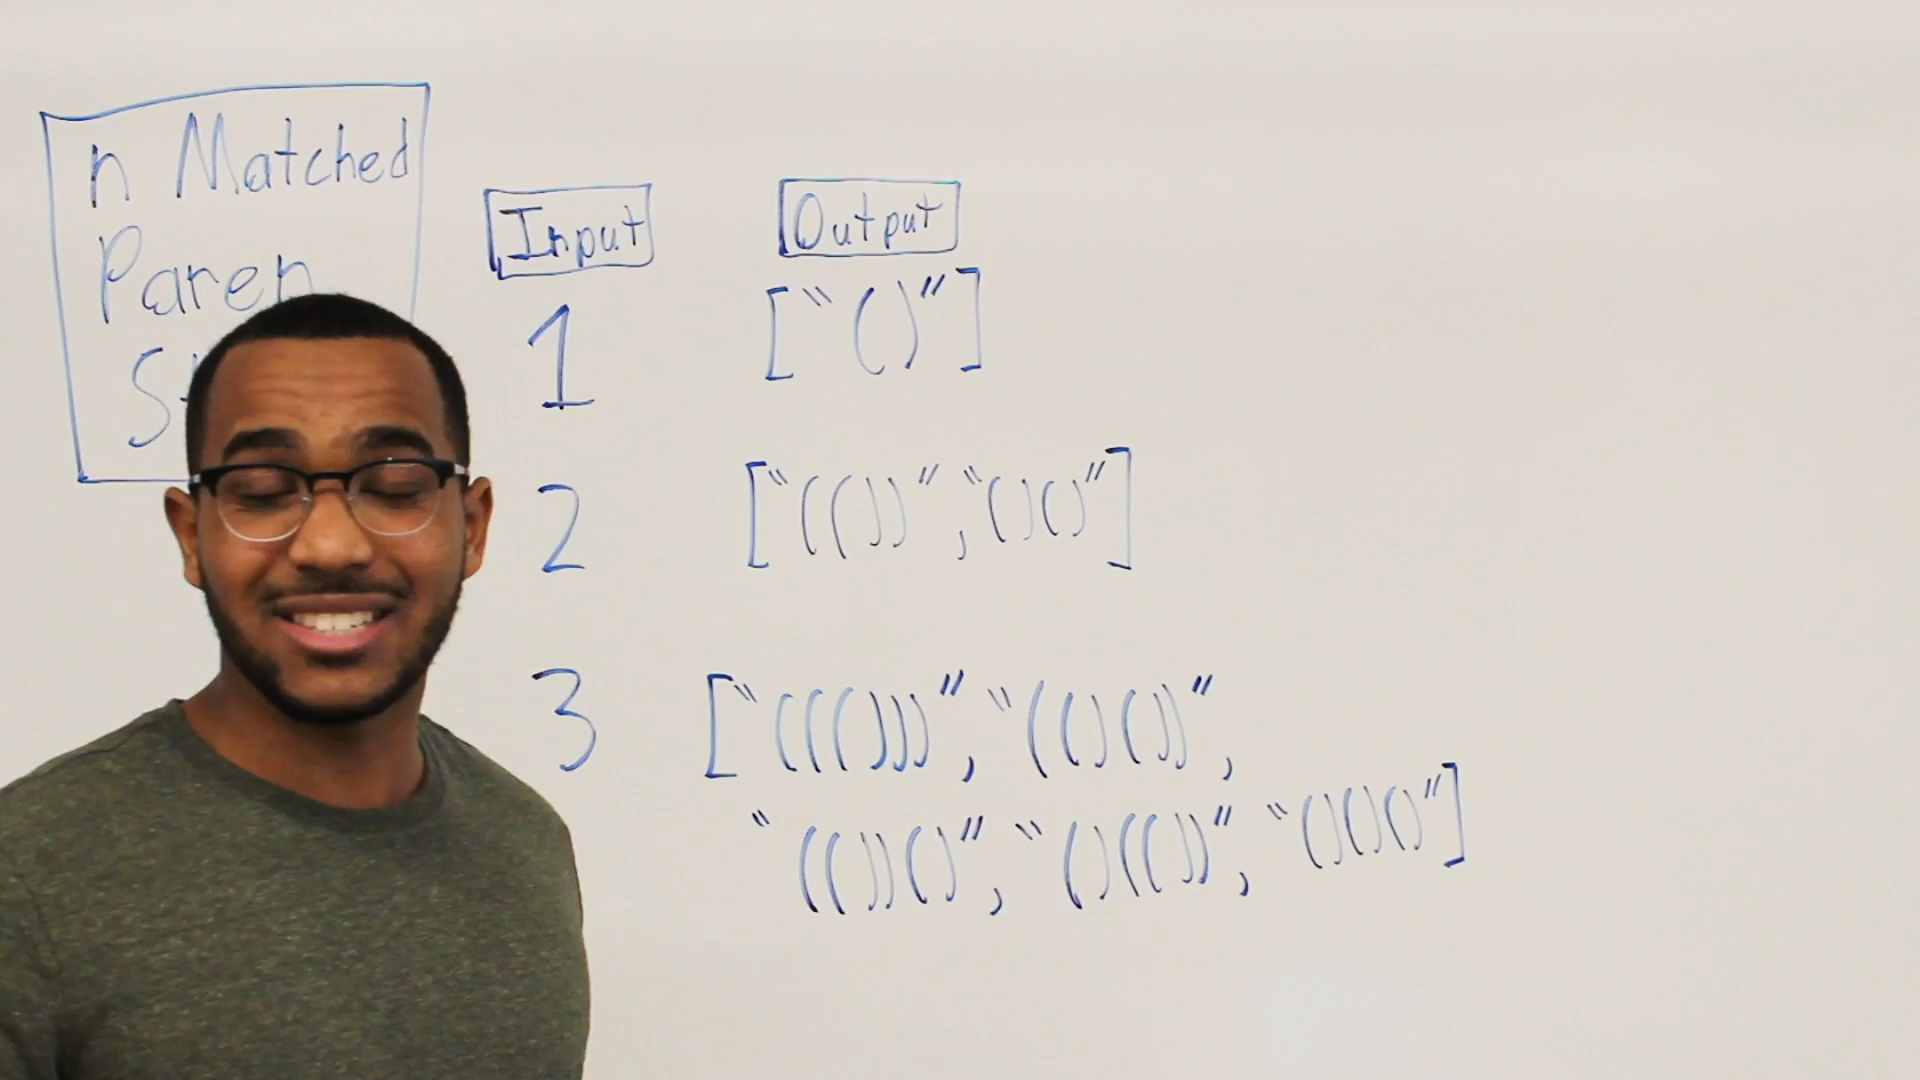 n Matched
Paren
Input
Output
1
["()"]
2
["(())","()()"]
3
["((()))","(()())",
"(())()","()(())","()()()"]